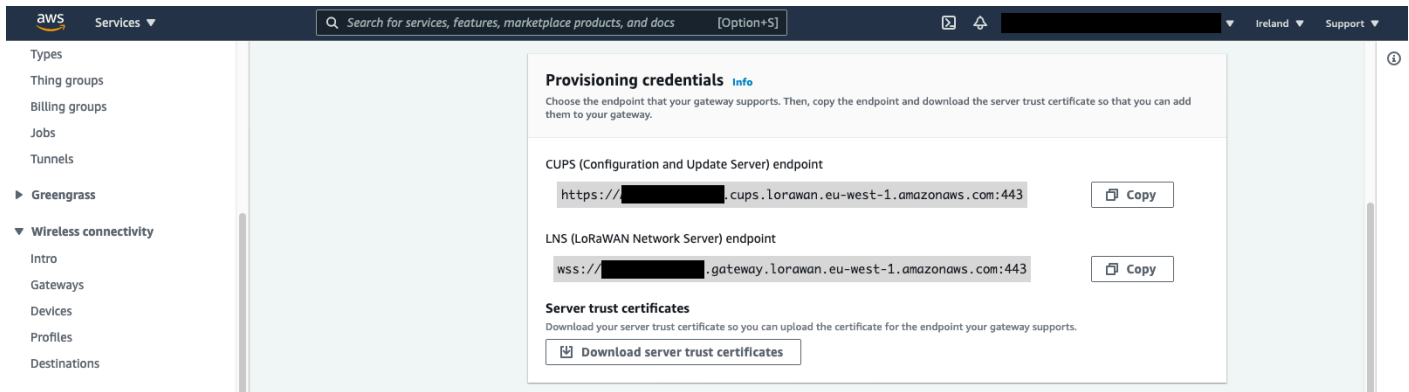 aws Services ▼ Search for services, features, marketplace products, and docs [Option+S] ▼ Ireland ▼ Support ▼
Types
Thing groups
Billing groups
Jobs
Tunnels
Greengrass
Wireless connectivity
Intro
Gateways
Devices
Profiles
Destinations
Provisioning credentials Info
Choose the endpoint that your gateway supports. Then, copy the endpoint and download the server trust certificate so that you can add
them to your gateway.
CUPS (Configuration and Update Server) endpoint
https:// .cups.lorawan.eu-west-1.amazonaws.com:443 Copy
LNS (LoRaWAN Network Server) endpoint
wss:// .gateway.lorawan.eu-west-1.amazonaws.com:443 Copy
Server trust certificates
Download your server trust certificate so you can upload the certificate for the endpoint your gateway supports.
Download server trust certificates